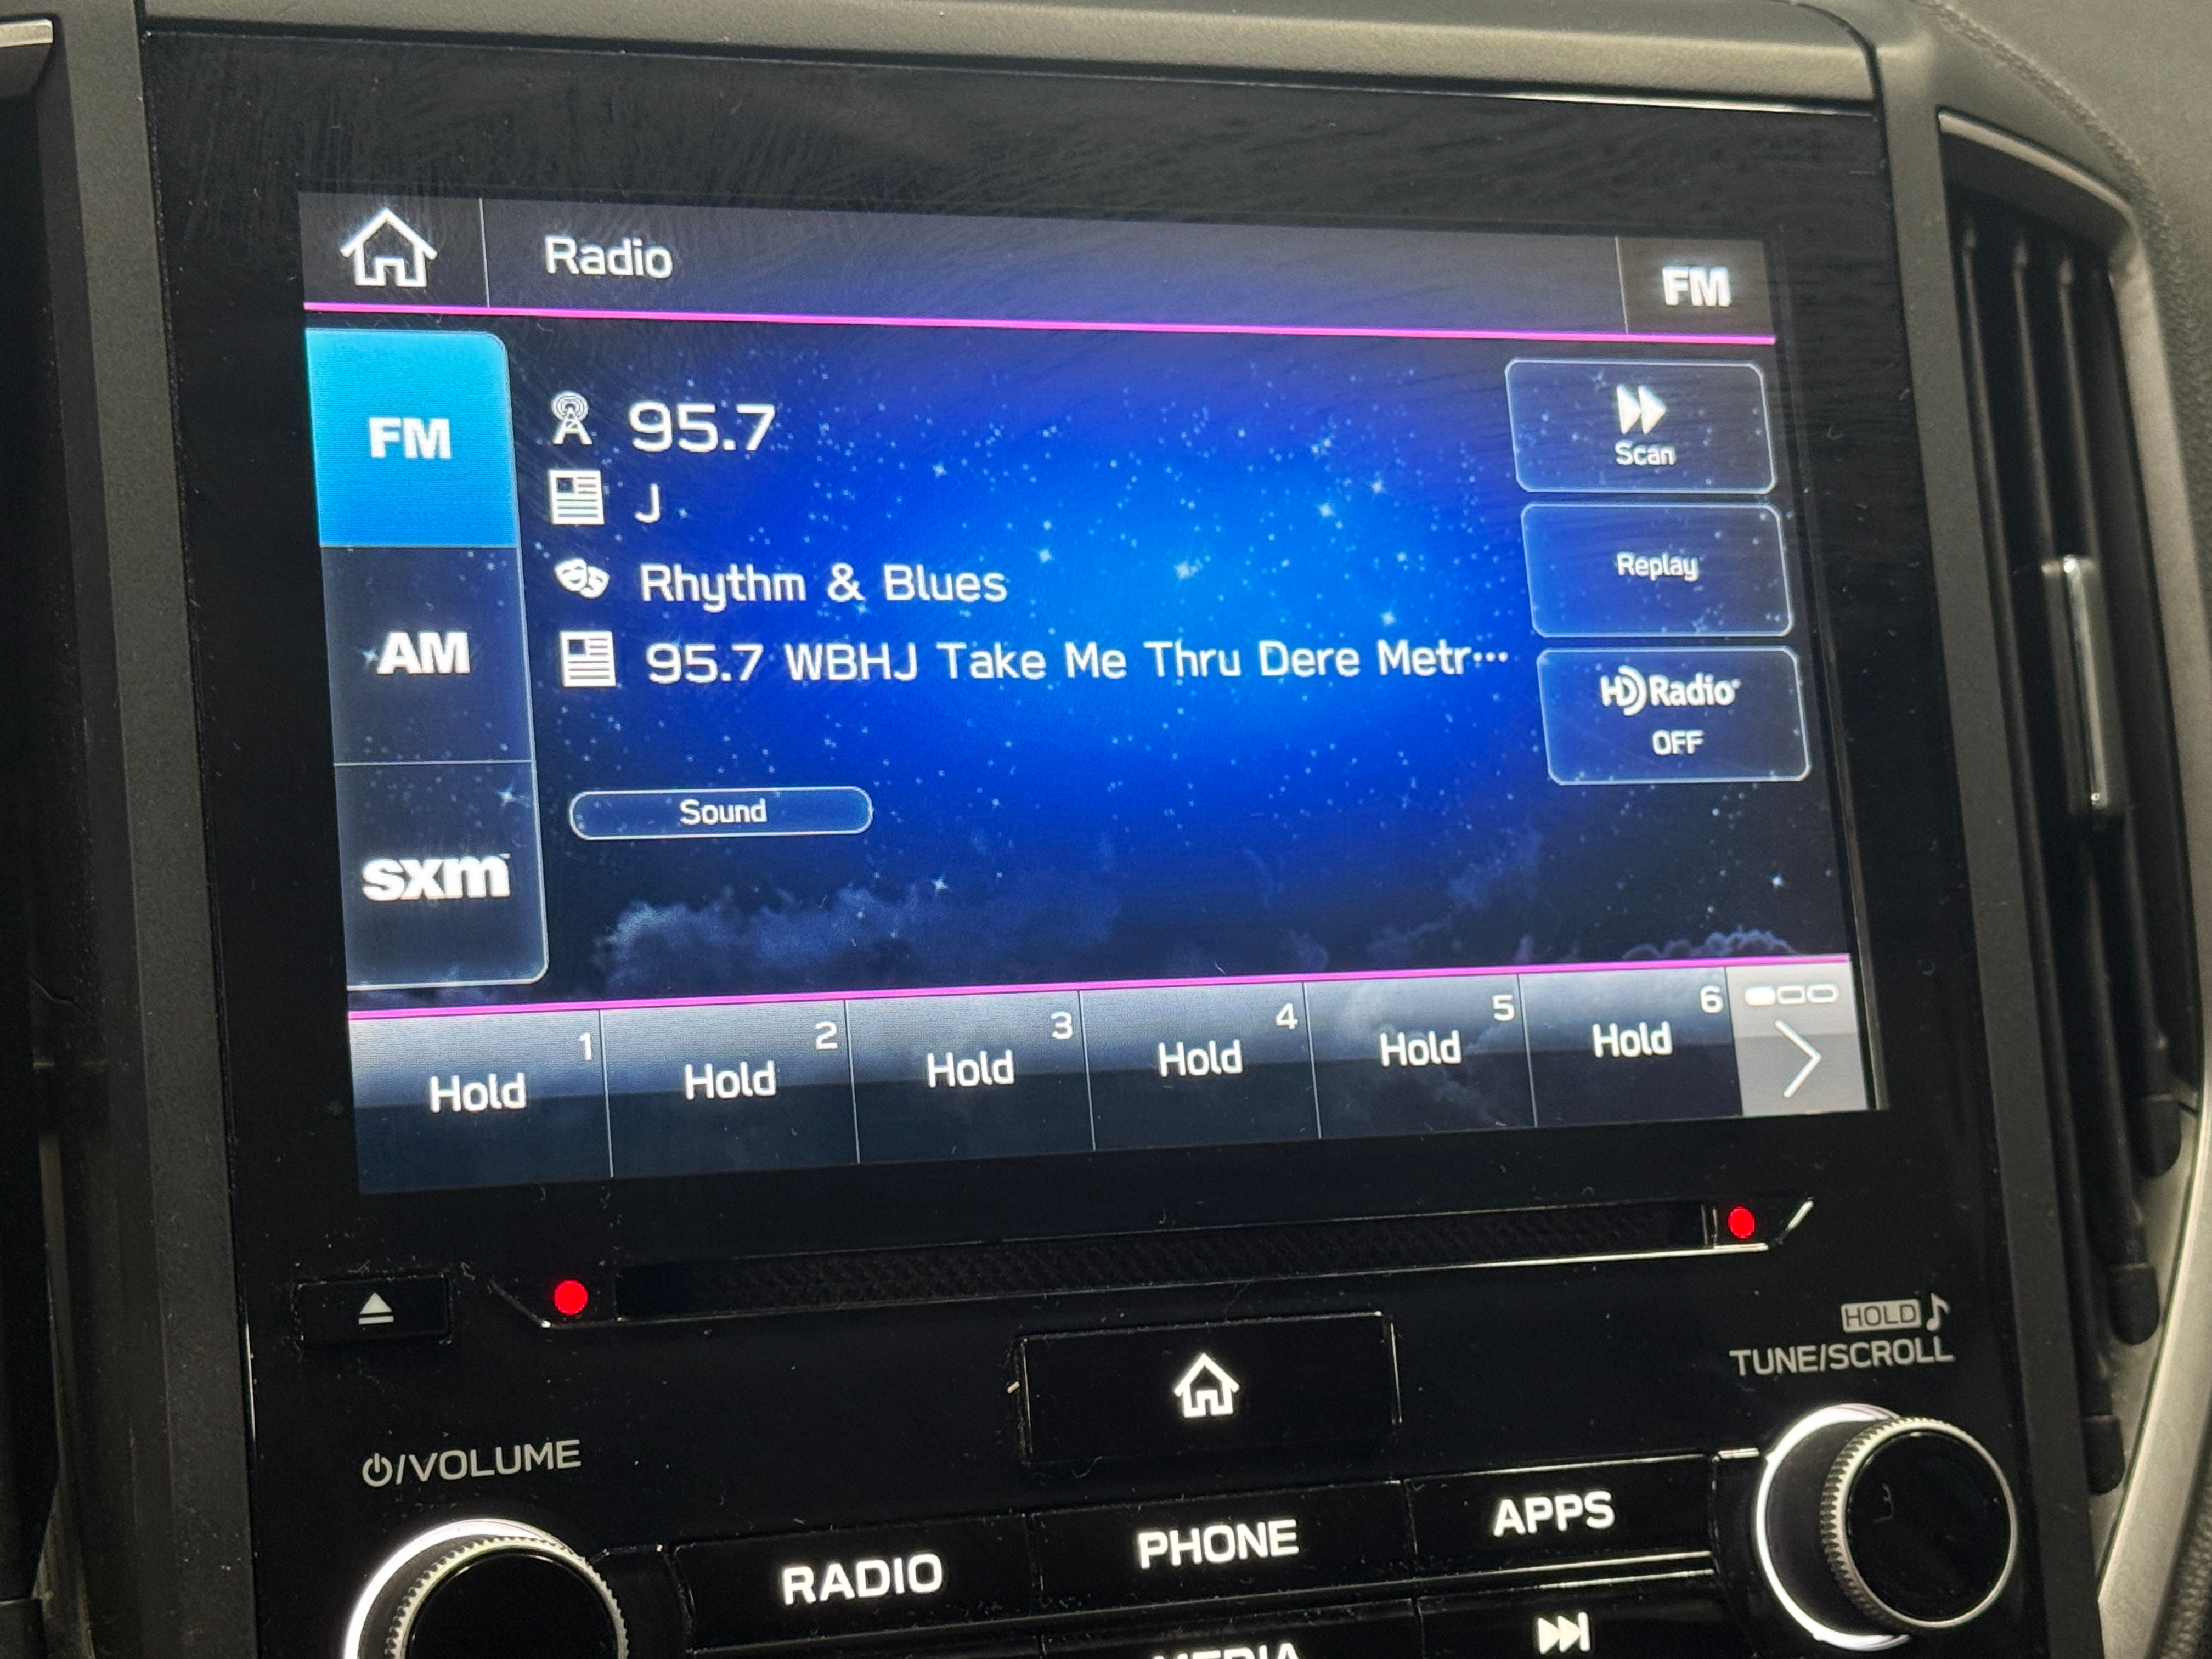 Radio
FM
FM
AM
sxm
95.7
J
Rhythm & Blues
95.7 WBHJ Take Me Thru Dere Metr…
Sound
Scan
Replay
HD Radio
OFF
1 Hold
2 Hold
3 Hold
4 Hold
5 Hold
6 Hold
HOLD
TUNE/SCROLL
/VOLUME
RADIO
PHONE
APPS
MEDIA